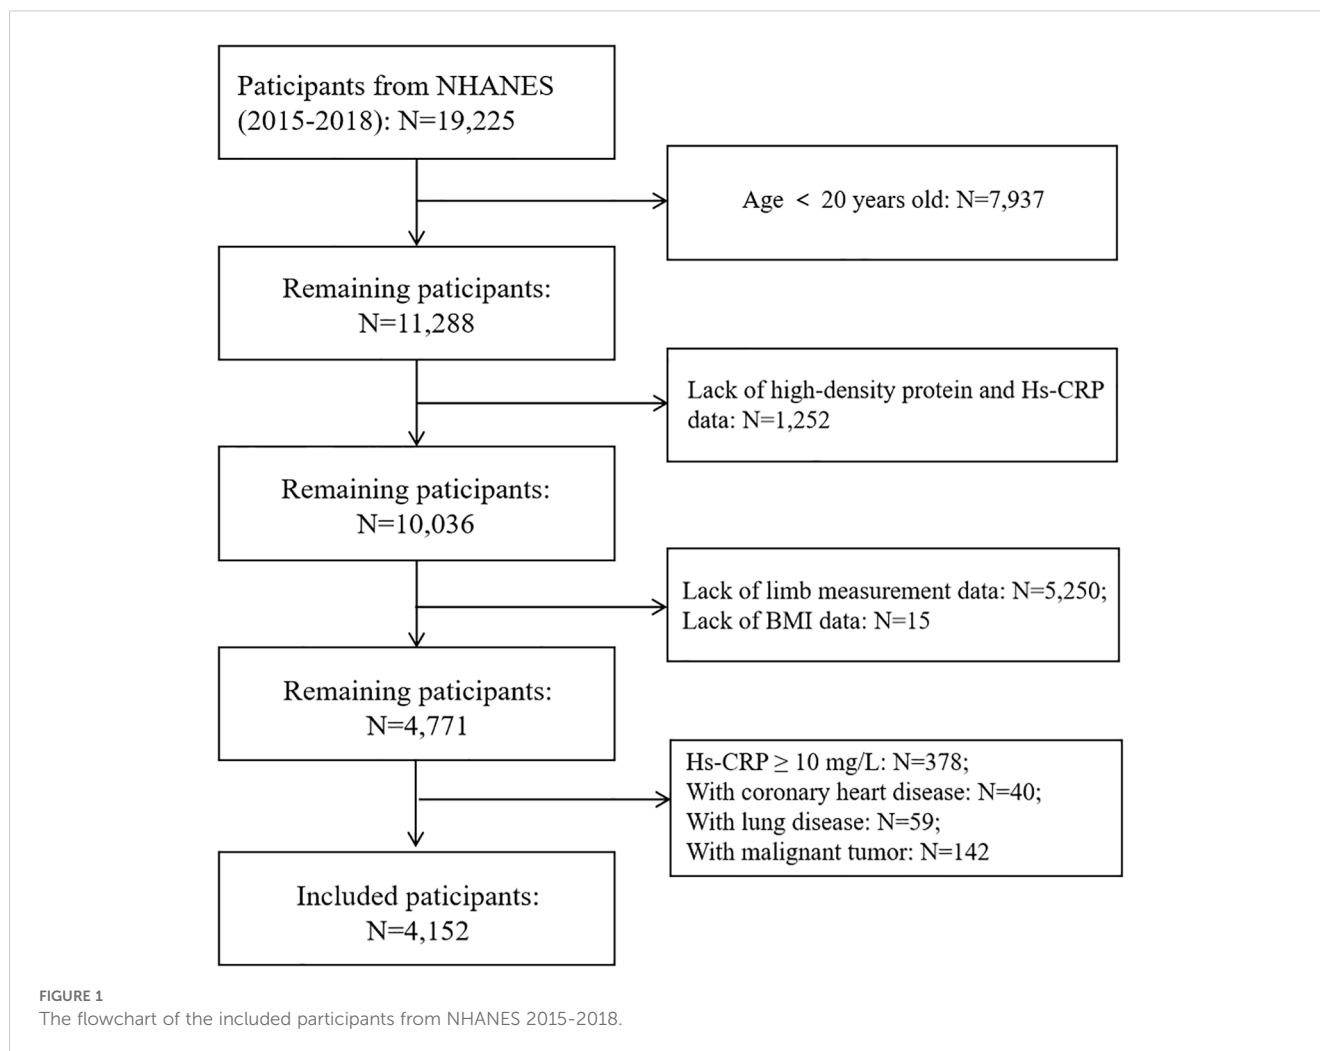 Paticipants from NHANES
(2015-2018): N=19,225
Age < 20 years old: N=7,937
Remaining paticipants:
N=11,288
Lack of high-density protein and Hs-CRP
data: N=1,252
Remaining paticipants:
N=10,036
Lack of limb measurement data: N=5,250;
Lack of BMI data: N=15
Remaining paticipants:
N=4,771
Hs-CRP ≥ 10 mg/L: N=378;
With coronary heart disease: N=40;
With lung disease: N=59;
With malignant tumor: N=142
Included paticipants:
N=4,152
FIGURE 1
The flowchart of the included participants from NHANES 2015-2018.